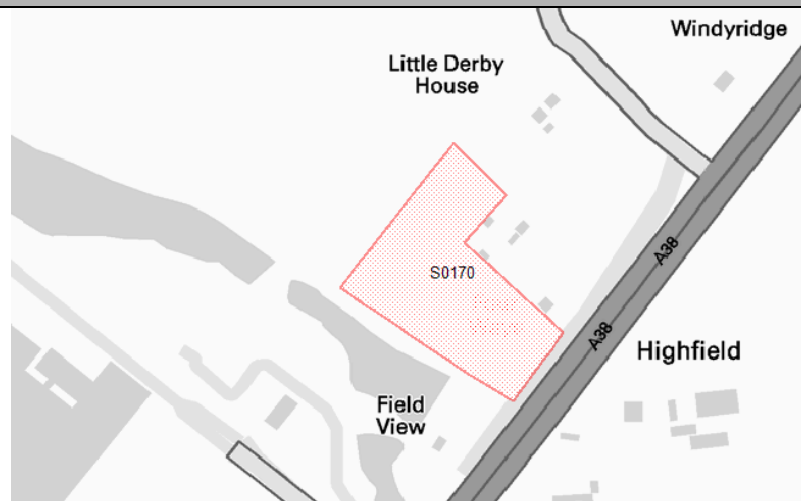 Windyridge
Little Derby
House
S0170
A38
A38
Highfield
Field
View